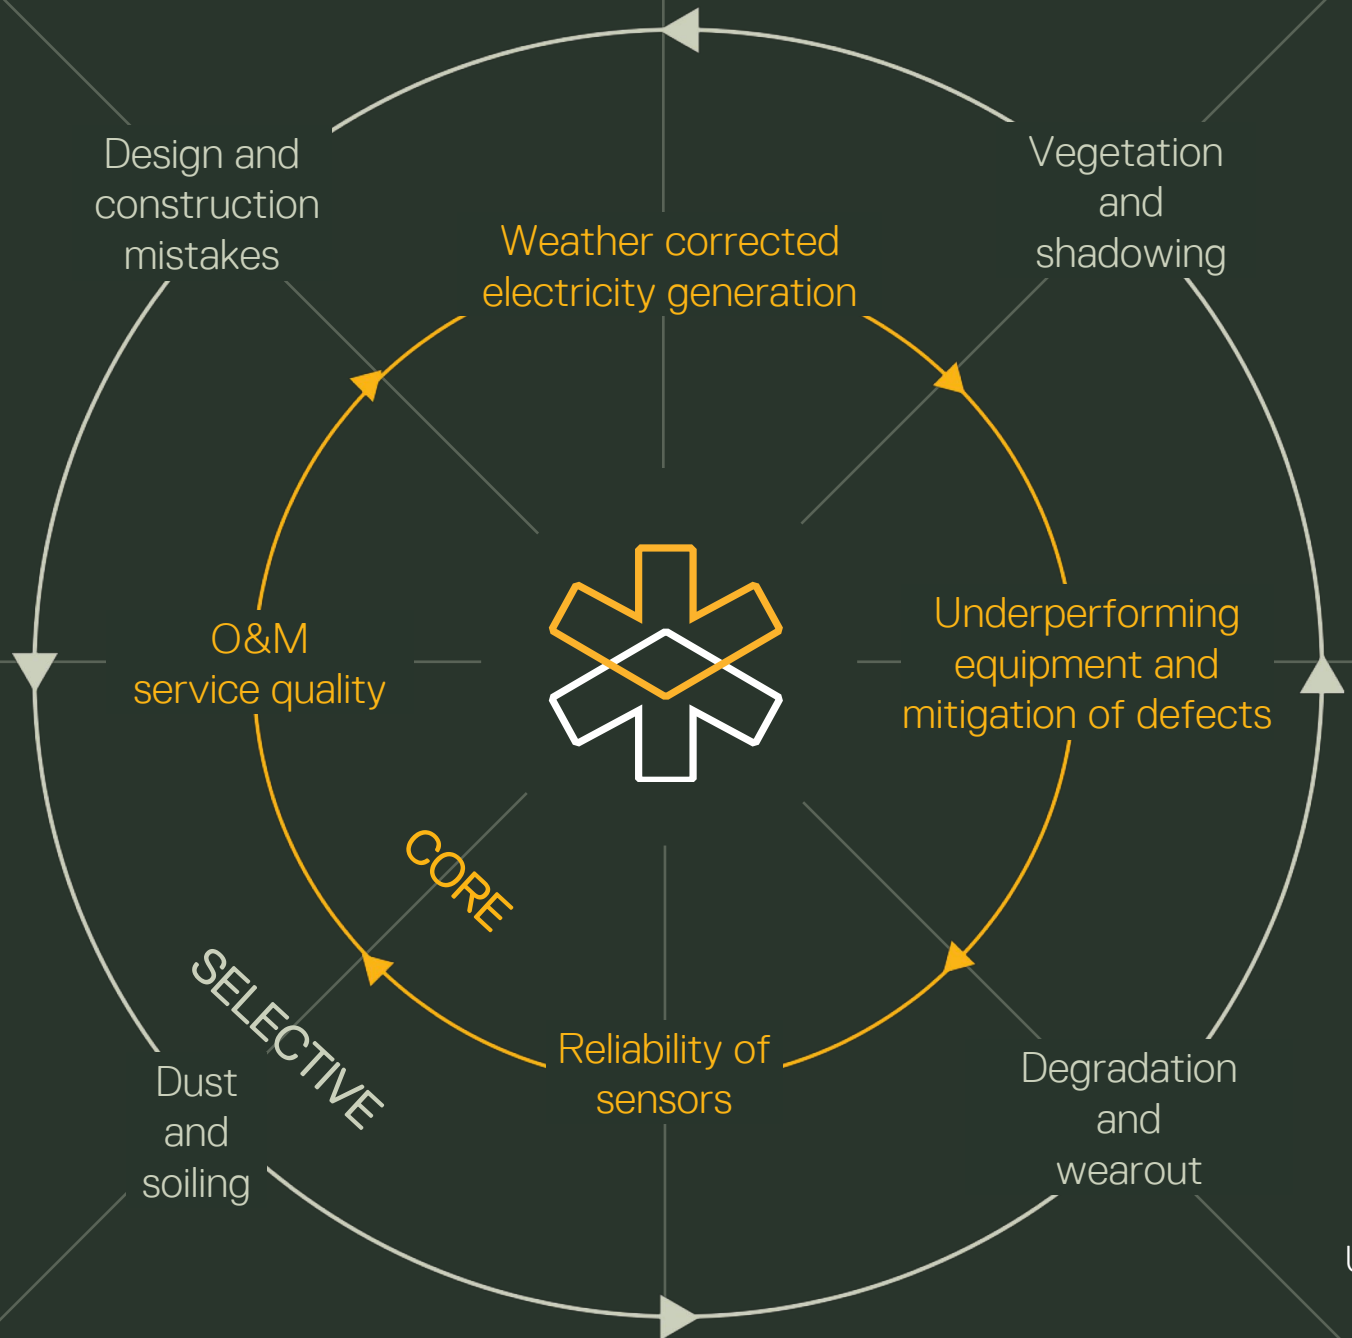 Design and
construction
mistakes
Vegetation
and
shadowing
Weather corrected
electricity generation
O&M
service quality
Underperforming
equipment and
mitigation of defects
CORE
SELECTIVE
Reliability of
sensors
Dust
and
soiling
Degradation
and
wearout